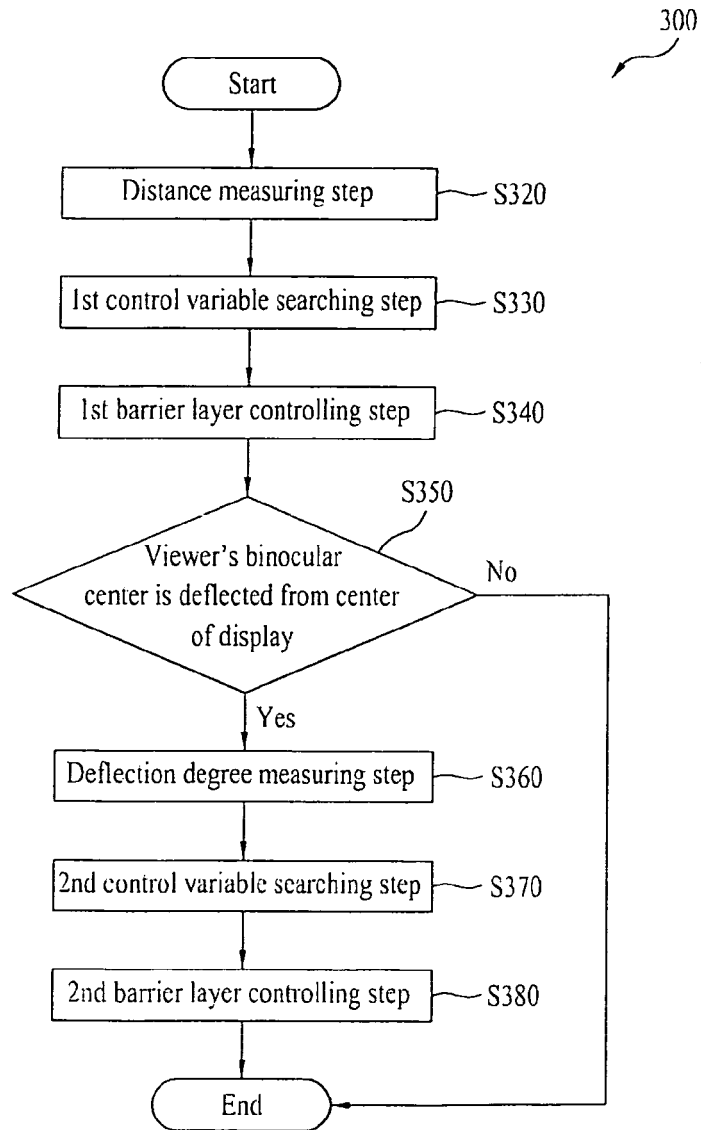 300
Start
Distance measuring step
S320
1st control variable searching step
S330
1st barrier layer controlling step
S340
S350
Viewer's binocular
center is deflected from center
of display
No
Yes
Deflection degree measuring step
S360
2nd control variable searching step
S370
2nd barrier layer controlling step
S380
End